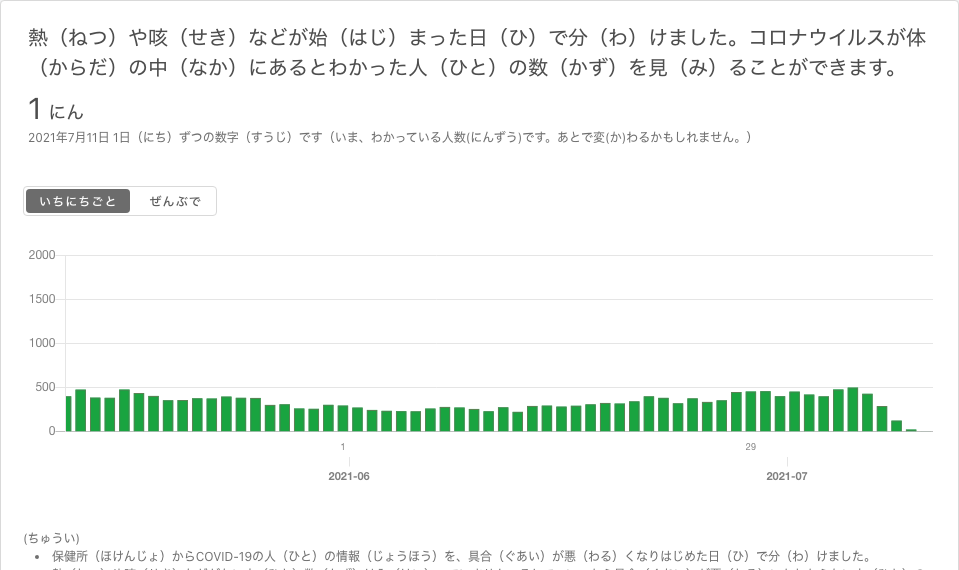 熱（ねつ）や咳（せき）などが始（はじ）まった日（ひ）で分（わ）けました。コロナウイルスが体
（からだ）の中（なか）にあるとわかった人（ひと）の数（かず）を見（み）ることができます。
1 にん
2021年7月11日 1日（にち）ずつの数字（すうじ）です（いま、わかっている人数(にんずう)です。あとで変(か)わるかもしれません。）
いちにちごと ぜんぶで
2000
1500
1000
500
0
1 29
2021-06 2021-07
(ちゅうい)
• 保健所（ほけんじょ）からCOVID-19の人（ひと）の情報（じょうほう）を、具合（ぐあい）が悪（わる）くなりはじめた日（ひ）で分（わ）けました。